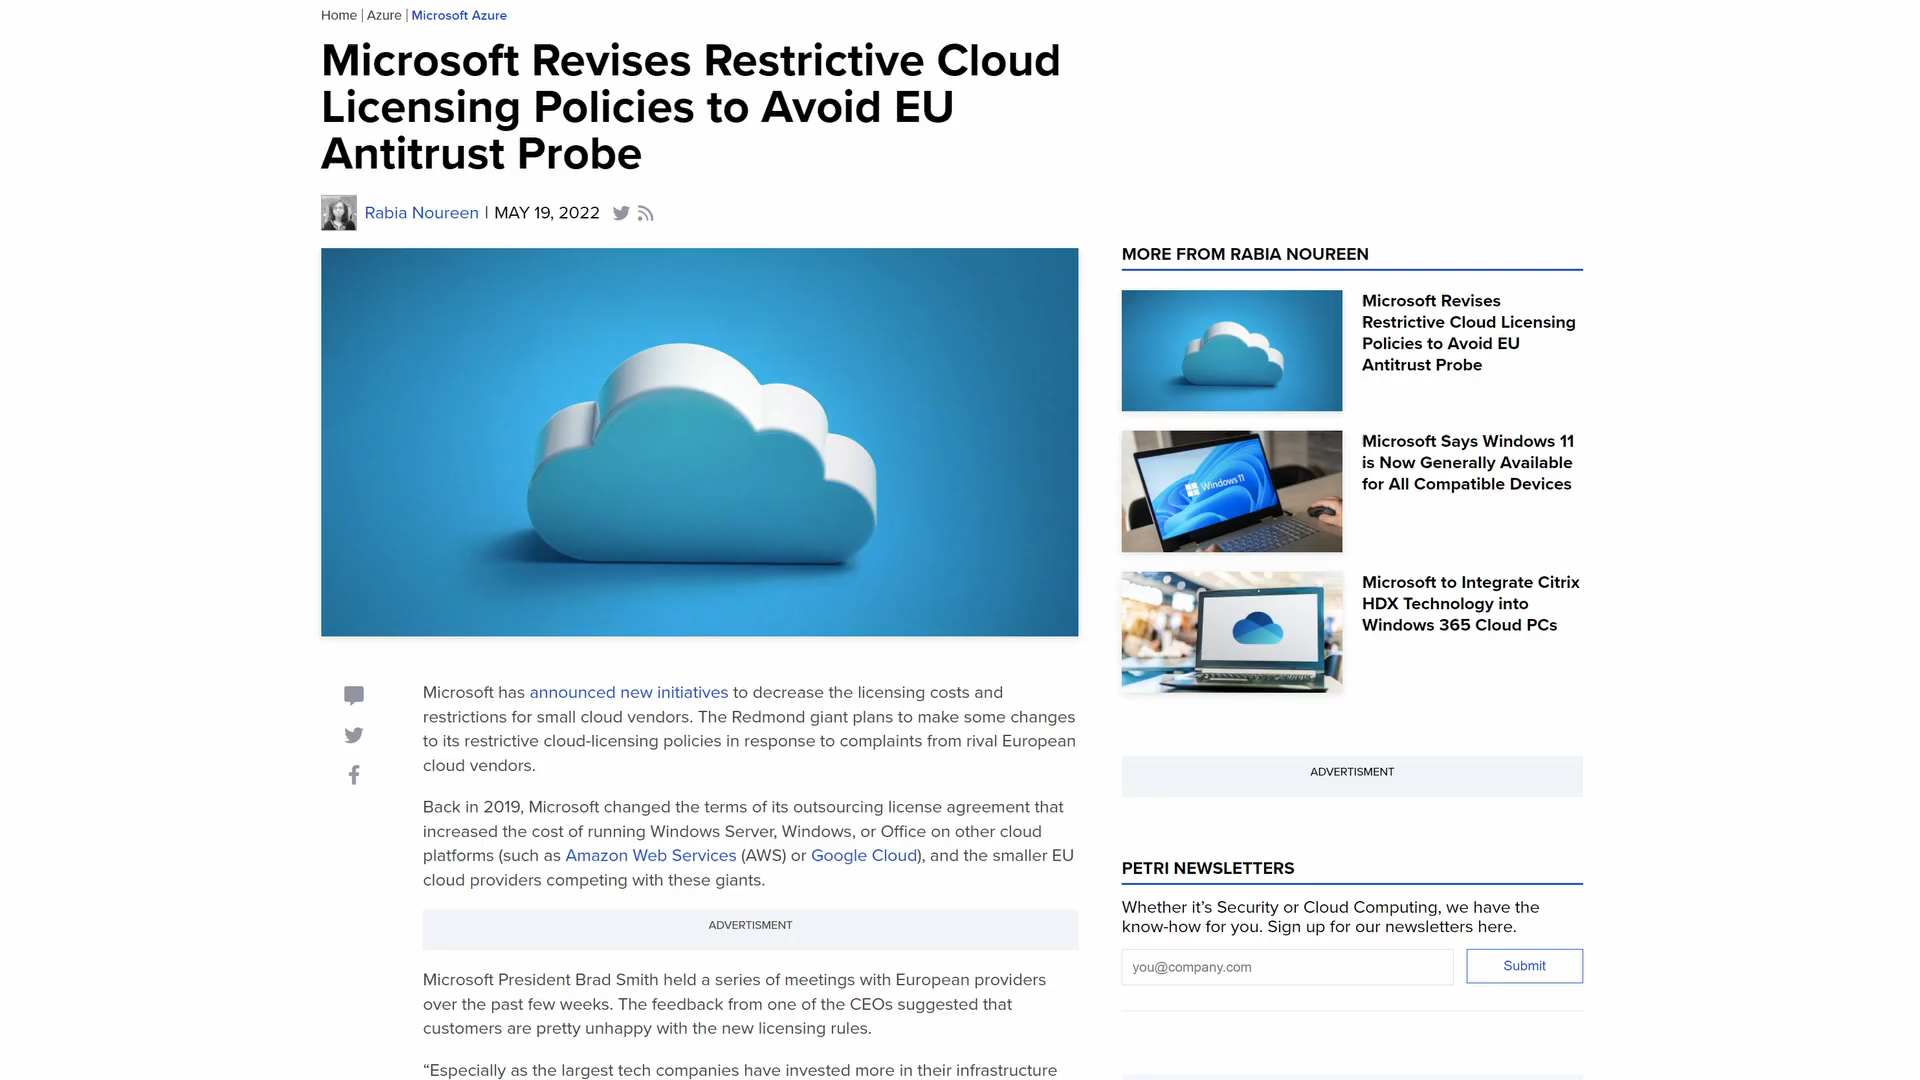 Home | Azure | Microsoft Azure
Microsoft Revises Restrictive Cloud
Licensing Policies to Avoid EU
Antitrust Probe
Rabia Noureen | MAY 19, 2022
MORE FROM RABIA NOUREEN
Microsoft Revises
Restrictive Cloud Licensing
Policies to Avoid EU
Antitrust Probe
Windows 11
Microsoft Says Windows 11
is Now Generally Available
for All Compatible Devices
Microsoft to Integrate Citrix
HDX Technology into
Windows 365 Cloud PCs
Microsoft has announced new initiatives to decrease the licensing costs and
restrictions for small cloud vendors. The Redmond giant plans to make some changes
to its restrictive cloud-licensing policies in response to complaints from rival European
cloud vendors.
Back in 2019, Microsoft changed the terms of its outsourcing license agreement that
increased the cost of running Windows Server, Windows, or Office on other cloud
platforms (such as Amazon Web Services (AWS) or Google Cloud), and the smaller EU
cloud providers competing with these giants.
ADVERTISMENT
Microsoft President Brad Smith held a series of meetings with European providers
over the past few weeks. The feedback from one of the CEOs suggested that
customers are pretty unhappy with the new licensing rules.
“Especially as the largest tech companies have invested more in their infrastructure
ADVERTISMENT
PETRI NEWSLETTERS
Whether it’s Security or Cloud Computing, we have the
know-how for you. Sign up for our newsletters here.
you@company.com
Submit